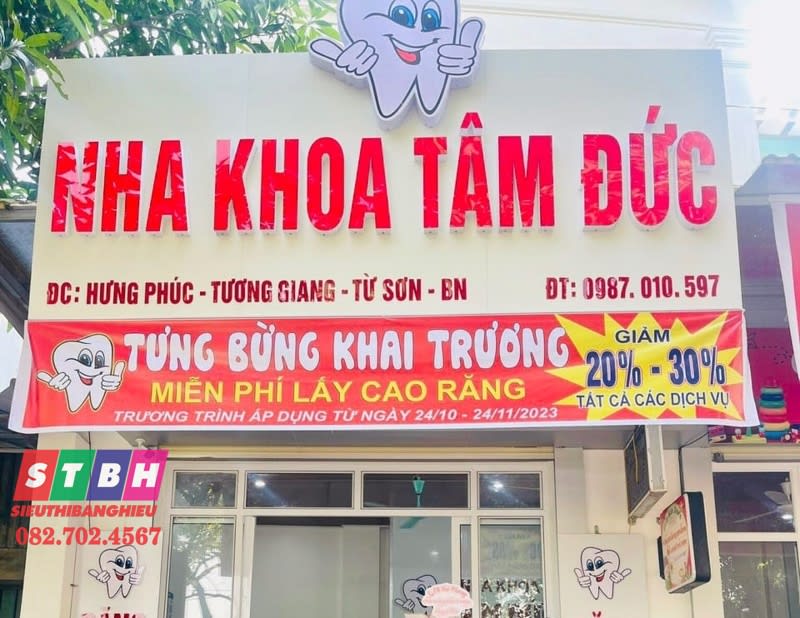 NHA KHOA TÂM ĐỨC
ĐC: HƯNG PHÚC - TƯƠNG GIANG - TỪ SƠN - BN
ĐT: 0987. 010. 597
TƯNG BỪNG KHAI TRƯƠNG
MIỄN PHÍ LẤY CAO RĂNG
TRƯƠNG TRÌNH ÁP DỤNG TỪ NGÀY 24/10 - 24/11/2023
GIẢM
20% - 30%
TẤT CẢ CÁC DỊCH VỤ
STBH
SIEUTHIBANGHIEU
082.702.4567
NHA KHOA